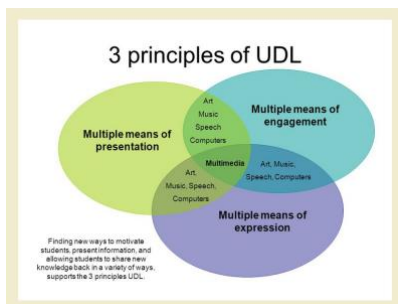 3 principles of UDL
Art
Music
Speech
Computers
Multiple means of
engagement
Multiple means of
presentation
Multimedia
Art, Music,
Speech, Computers
Art,
Music, Speech,
Computers
Multiple means of
expression
Finding new ways to motivate
students, present information, and
allowing students to share new
knowledge back in a variety of ways,
supports the 3 principles UDL.